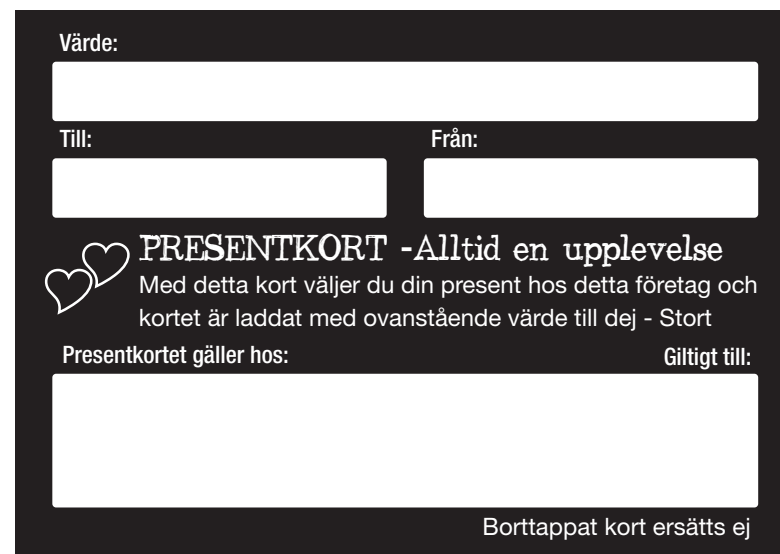 Värde:
Till: Från:
PRESENTKORT -Alltid en upplevelse
Med detta kort väljer du din present hos detta företag och
kortet är laddat med ovanstående värde till dej - Stort
Presentkortet gäller hos: Giltigt till:
Borttappat kort ersätts ej